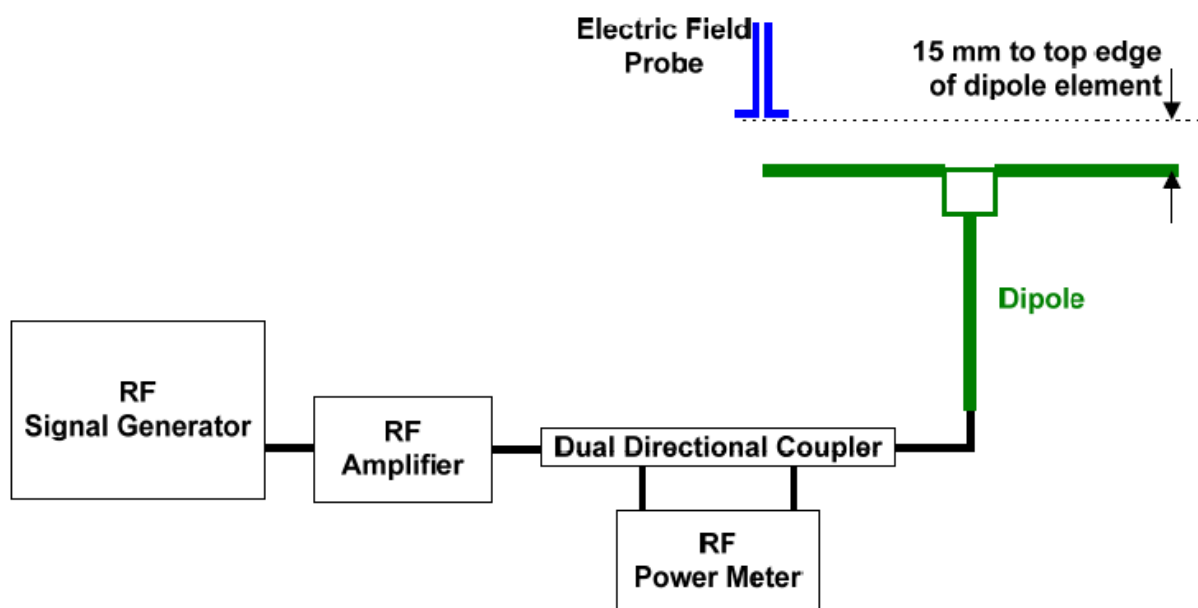 Electric Field
Probe
15 mm to top edge
of dipole element
Dipole
RF
Signal Generator
RF
Amplifier
Dual Directional Coupler
RF
Power Meter